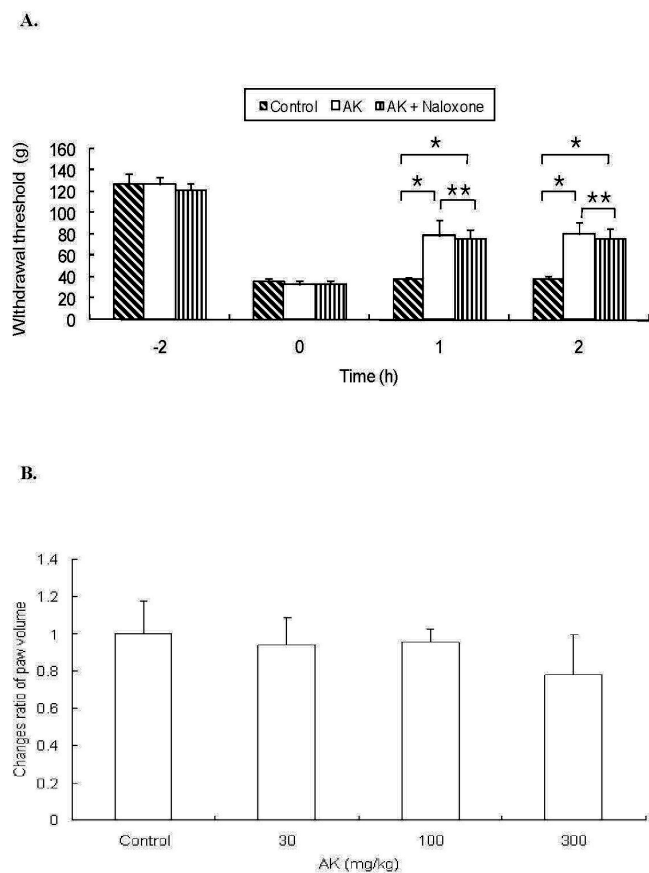 A.
Control AK AK + Naloxone
Withdrawal threshold (g)
160
140
120
100
80
60
40
20
0
* *
* ** * **
-2 0 1 2
Time (h)
B.
Changes ratio of paw volume
1.4
1.2
1
0.8
0.6
0.4
0.2
0
Control 30 100 300
AK (mg/kg)